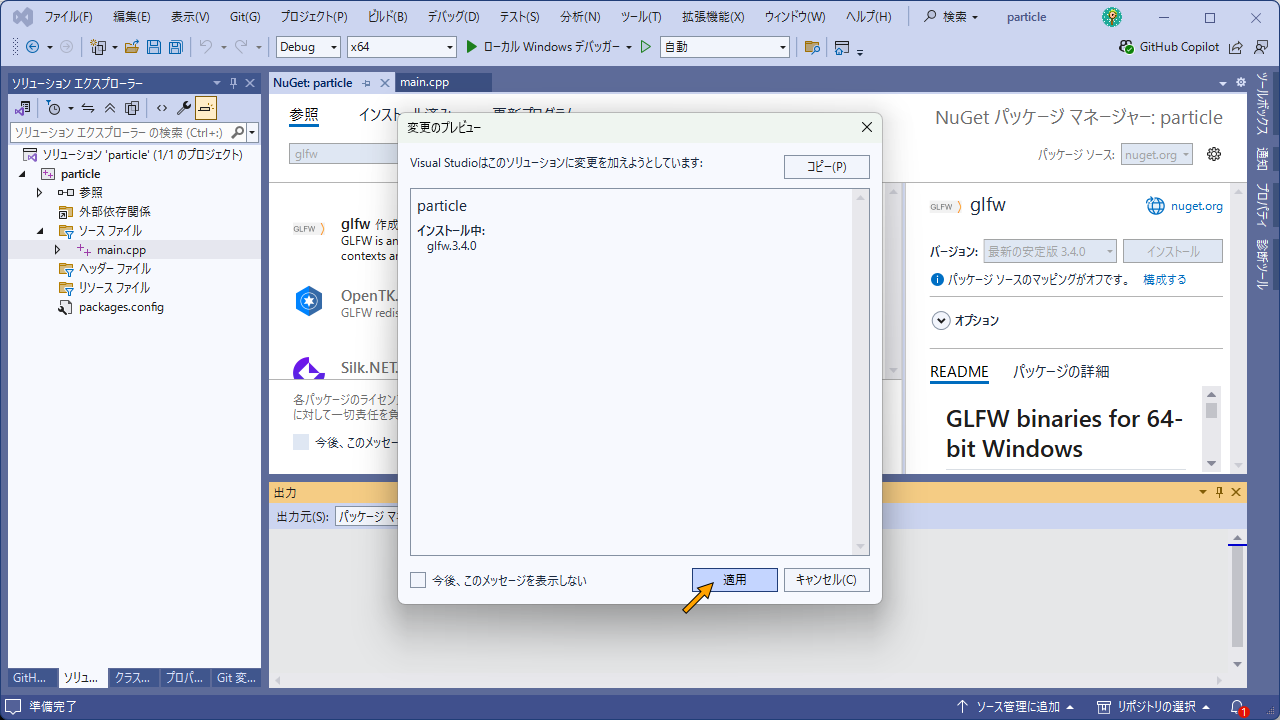 ファイル(F) 編集(E) 表示(V) Git(G) プロジェクト(P) ビルド(B) デバッグ(D) テスト(S) 分析(N) ツール(T) 拡張機能(X) ウィンドウ(W) ヘルプ(H) 検索 particle
Debug x64 ローカル Windows デバッガー 自動 GitHub Copilot
ソリューション エクスプローラー
ソリューション エクスプローラー の検索 (Ctrl+:)
ソリューション 'particle' (1/1 のプロジェクト)
particle
参照
外部依存関係
ソース ファイル
main.cpp
ヘッダー ファイル
リソース ファイル
packages.config
GitH... ソリュ... クラス... プロパ... Git 変...
NuGet: particle main.cpp
参照 インストール済み 更新プログラム
NuGet パッケージ マネージャー: particle
glfw
パッケージ ソース: nuget.org
glfw 作成
GLFW is an
contexts an
OpenTK.
GLFW redis
Silk.NET.
各パッケージのライセンス
に対して一切責任を負
今後、このメッセー
変更のプレビュー
Visual Studioはこのソリューションに変更を加えようとしています:
コピー(P)
particle
インストール中:
glfw.3.4.0
今後、このメッセージを表示しない
適用 キャンセル(C)
GLFW glfw nuget.org
バージョン: 最新の安定版 3.4.0 インストール
パッケージ ソースのマッピングがオフです。 構成する
オプション
README パッケージの詳細
GLFW binaries for 64-
bit Windows
出力
出力元(S): パッケージ マネ
ツールボックス
通知
プロパティ
診断ツール
準備完了 ソース管理に追加 リポジトリの選択 1